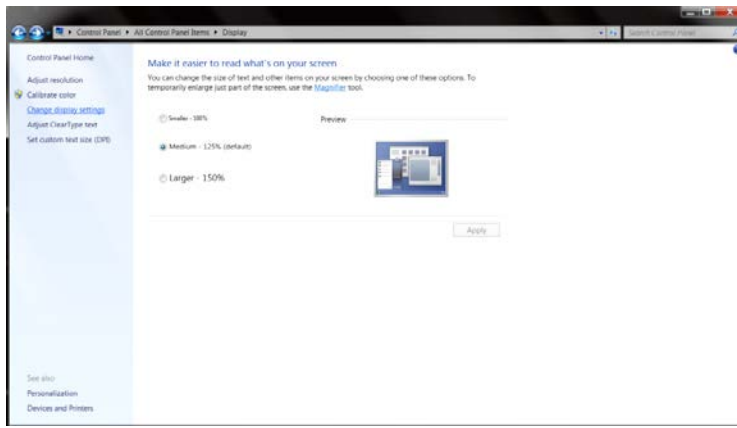 Control Panel ▸ All Control Panel Items ▸ Display
Search Control Panel
Control Panel Home
Adjust resolution
Calibrate color
Change display settings
Adjust ClearType text
Set custom text size (DPI)
See also
Personalization
Devices and Printers
Make it easier to read what's on your screen
You can change the size of text and other items on your screen by choosing one of these options. To
temporarily enlarge just part of the screen, use the Magnifier tool.
Smaller - 100%
Preview
Medium - 125% (default)
Larger - 150%
Apply